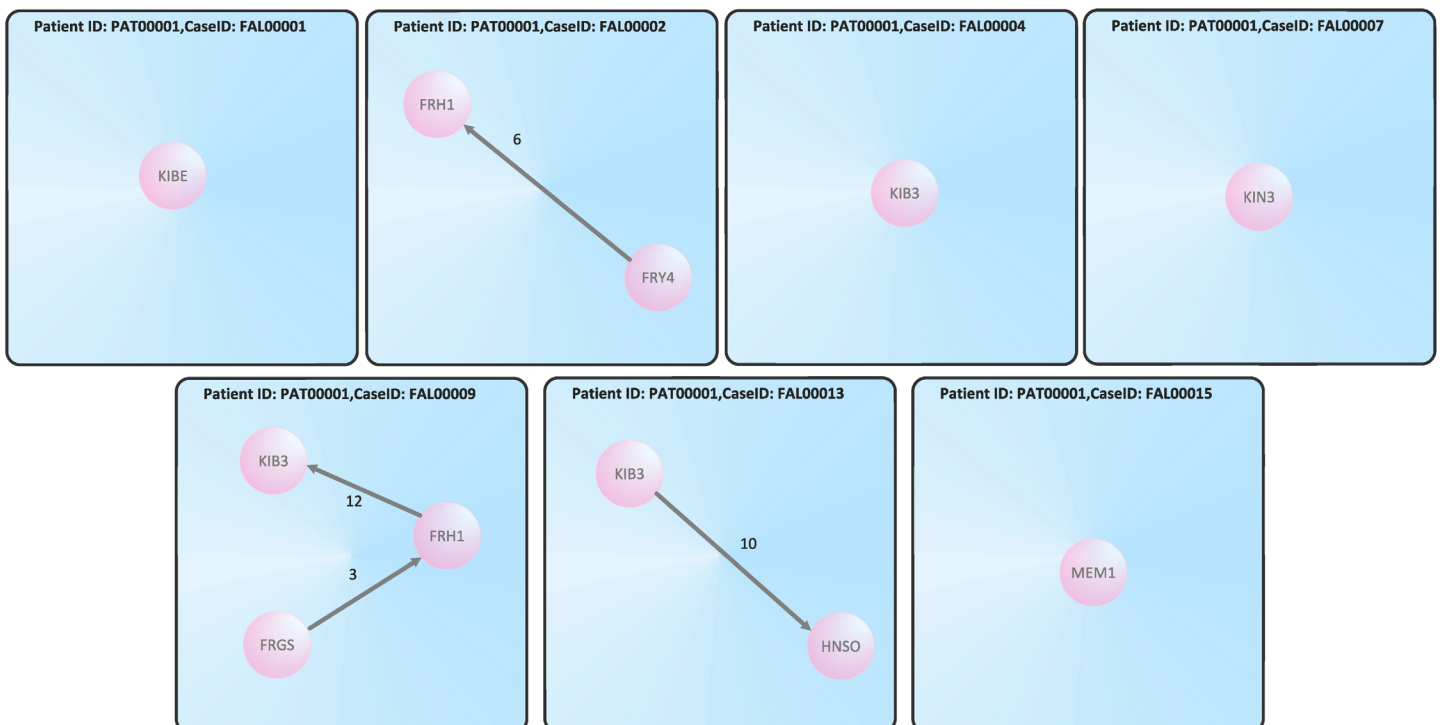 Patient ID: PAT00001,CaseID: FAL00001
KIBE
Patient ID: PAT00001,CaseID: FAL00002
FRH1
6
FRY4
Patient ID: PAT00001,CaseID: FAL00004
KIB3
Patient ID: PAT00001,CaseID: FAL00007
KIN3
Patient ID: PAT00001,CaseID: FAL00009
KIB3
12
FRH1
3
FRGS
Patient ID: PAT00001,CaseID: FAL00013
KIB3
10
HNSO
Patient ID: PAT00001,CaseID: FAL00015
MEM1